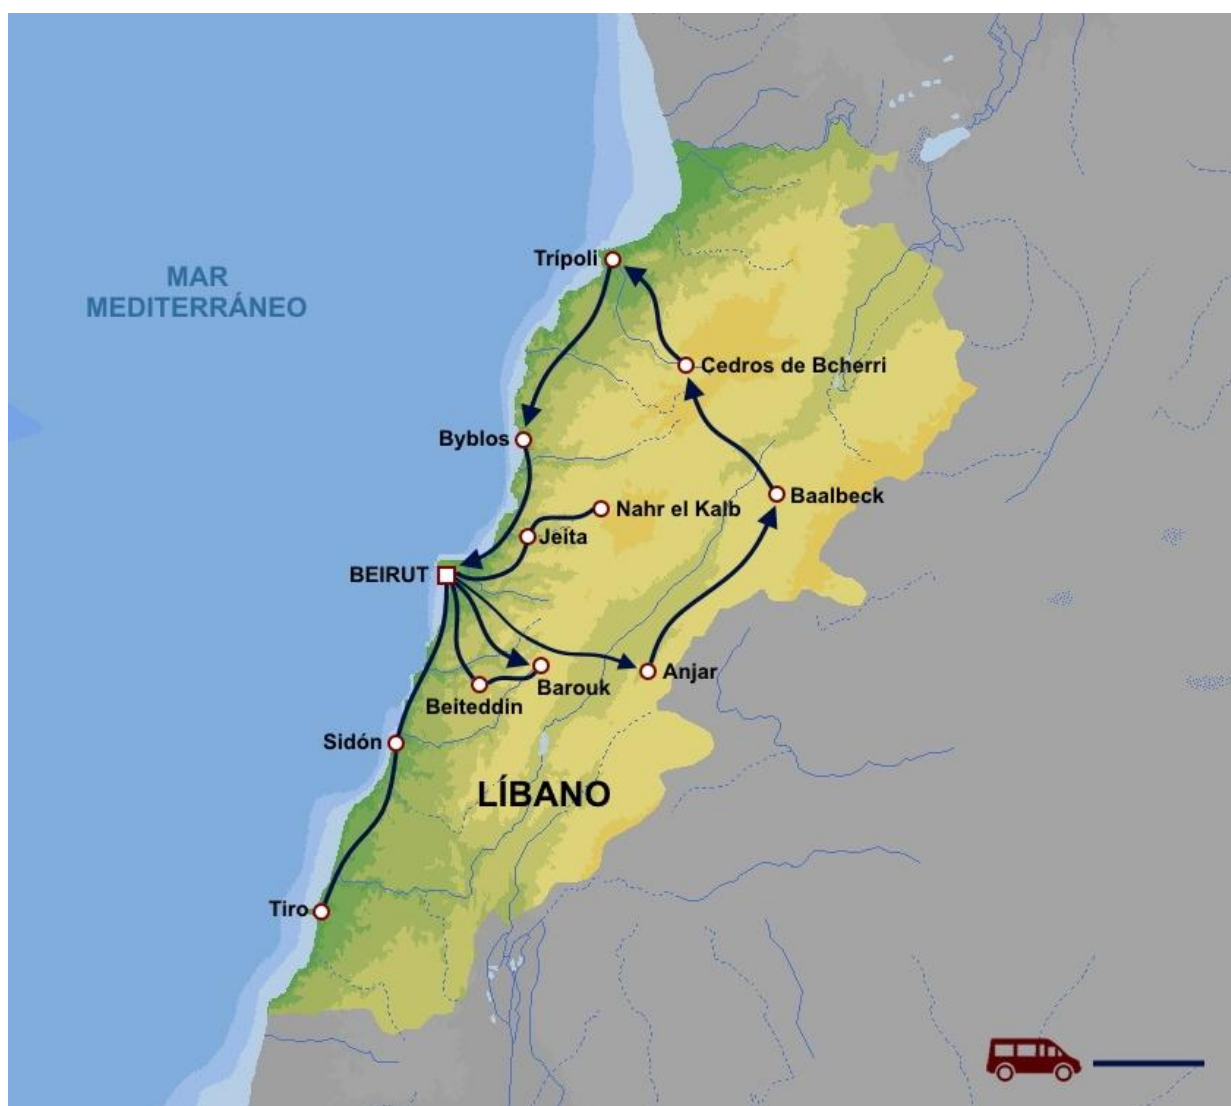 Trípoli
MAR
MEDITERRÁNEO
Cedros de Bcherri
Byblos
Baalbeck
Nahr el Kalb
Jeita
BEIRUT
Anjar
Barouk
Beiteddin
Sidón
LÍBANO
Tiro